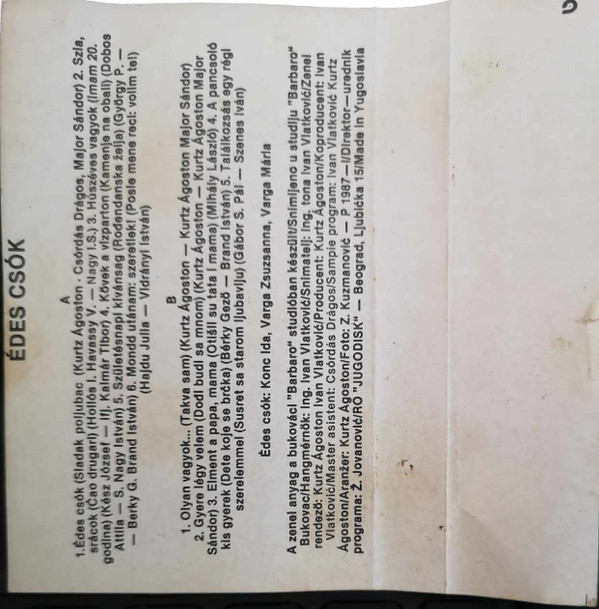 ÉDES CSÓK
A
1.Édes csók (Sladak poljubac (Kurtz Ágoston - Csórdás Drágos, Major Sándor) 2. Szia,
srácok (Ćao drugari) (Hollós I, Havassy V. — Nagy I.S.) 3. Húszéves vagyok (Imam 20.
godina) (Kész József — Ifj. Kalmár Tibor) 4. Kövek a vízparton (Kamenje na obali) (Dobos
Attila — S. Nagy István) 5. Születésnapi kívánság (Rođendanska želja) (György P. —
— Berky G. Brand István) 6. Mondd utánam: szeretlek! (Posle mene reci: volim te!)
(Hajdu Julia — Vidrányi István)
B
1. Olyan vagyok... (Takva sam) (Kurtz Ágoston — Kurtz Ágoston Major Sándor)
2. Gyere légy velem (Dođi budi sa mnom) (Kurtz Ágoston — Kurtz Ágoston Major
Sándor) 3. Elment a papa, mama (Otišli su tata i mama) (Mihály László) 4. A pancsoló
kis gyerek (Dete koje se brčka) (Bérky Gező — Brand István) 5. Találkozsás egy régi
szerelemmel (Susret sa starom ljubavlju) (Gábor S. Pál — Szenes Iván)
Édes csók: Konc Ida, Varga Zsuzsanna, Varga Mária
A zenei anyag a bukováci "Barbaro" studióban készült/Snimljeno u studiju "Barbaro"
Bukovac/Hangmérnök: ing. Ivan Vlatković/Snimatelj: ing. tona Ivan Vlatković/Zenei
rendező: Kurtz Ágoston Ivan Vlatković/Producent: Kurtz Ágoston/Koproducent: Ivan
Vlatković/Master asistent: Csórdás Drágos/Sample program: Ivan Vlatković Kurtz
Ágoston/Aranžer: Kurtz Ágoston/Foto: Z. Kuzmanović — P 1987 —I/Direktor—urednik
programa: Ž. Jovanović/RO "JUGODISK" — Beograd, Ljubička 15/Made in Yugoslavia